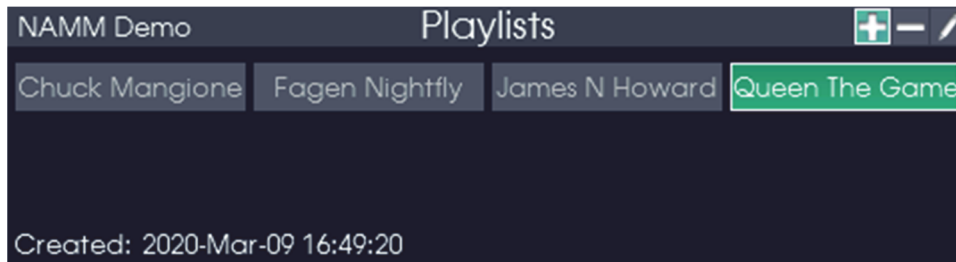 NAMM Demo Playlists
Chuck Mangione Fagen Nightfly James N Howard Queen The Game
Created: 2020-Mar-09 16:49:20